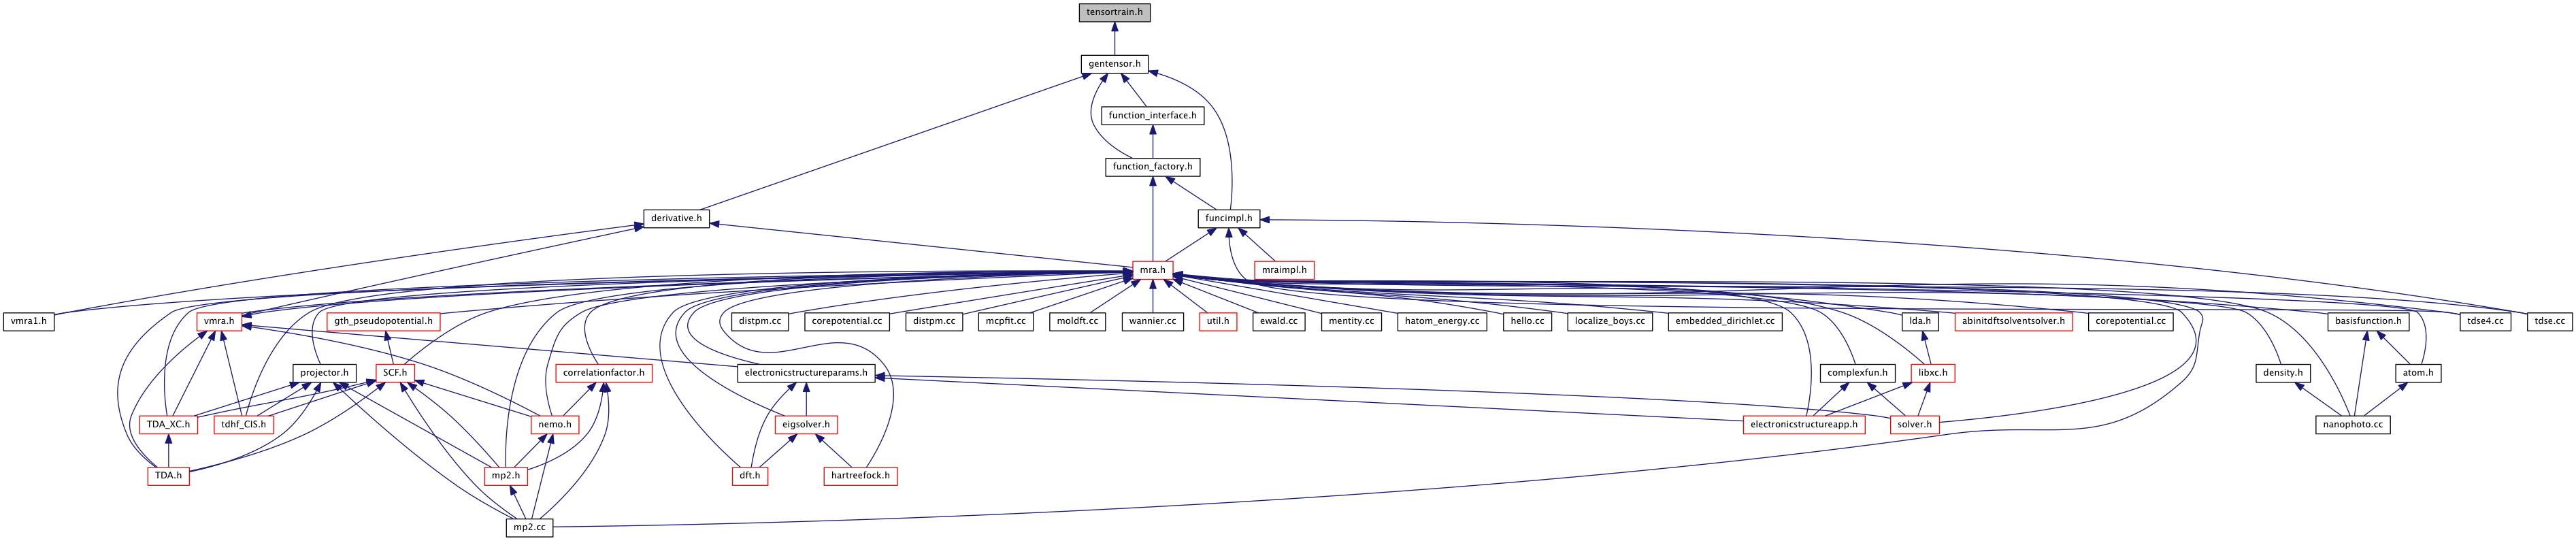 tensortrain.h
gentensor.h
function_interface.h
function_factory.h
derivative.h
funcimpl.h
mra.h
mraimpl.h
vmra1.h
vmra.h
gth_pseudopotential.h
distpm.cc
corepotential.cc
distpm.cc
mcpfit.cc
moldft.cc
wannier.cc
util.h
ewald.cc
mentity.cc
hatom_energy.cc
hello.cc
localize_boys.cc
embedded_dirichlet.cc
lda.h
abinitdftsolventsolver.h
corepotential.cc
basisfunction.h
tdse4.cc
tdse.cc
projector.h
SCF.h
correlationfactor.h
electronicstructureparams.h
complexfun.h
libxc.h
density.h
atom.h
TDA_XC.h
tdhf_CIS.h
nemo.h
eigsolver.h
electronicstructureapp.h
solver.h
nanophoto.cc
TDA.h
mp2.h
dft.h
hartreefock.h
mp2.cc